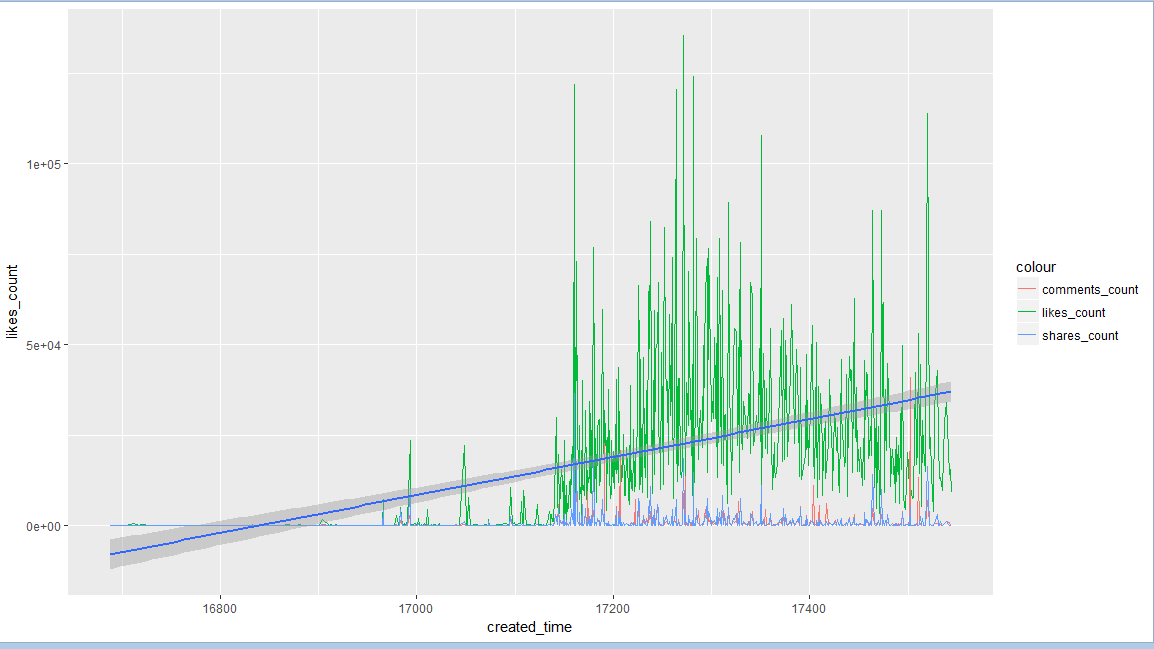 1e+05
5e+04
0e+00
likes_count
16800
17000
17200
17400
created_time
colour
comments_count
likes_count
shares_count